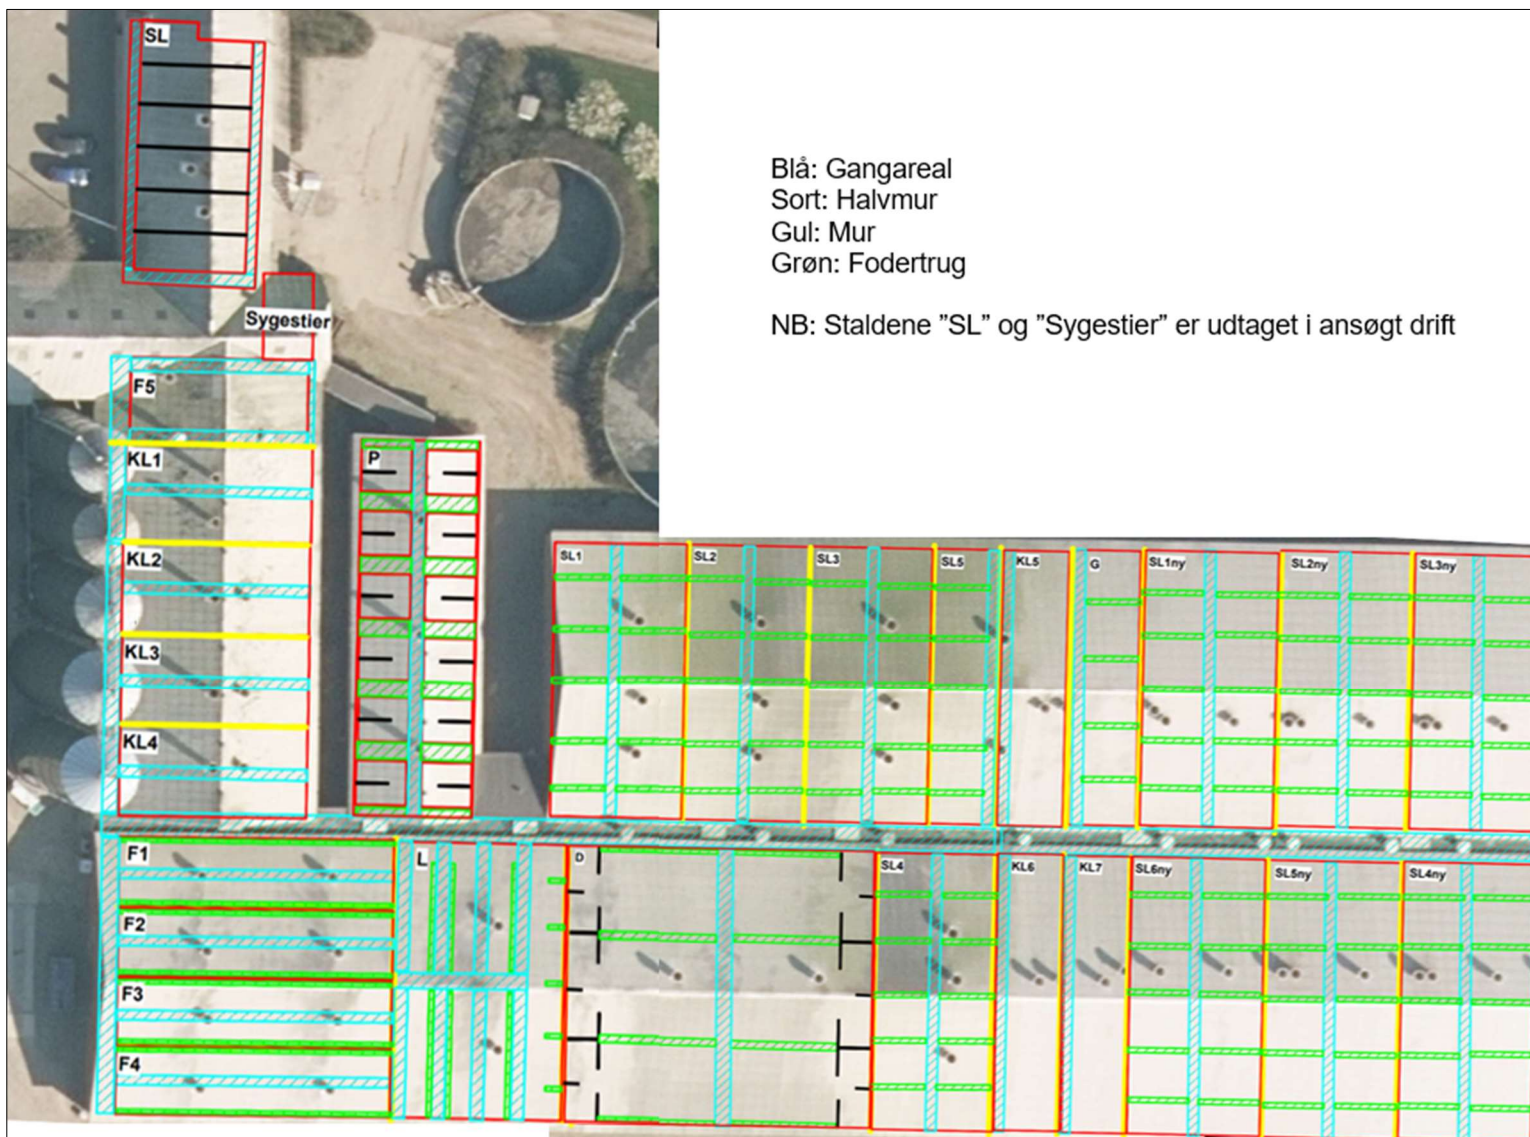 SL
Blå: Gangareal
Sort: Halvmur
Gul: Mur
Grøn: Fodertrug
NB: Staldene ”SL” og ”Sygestier” er udtaget i ansøgt drift
Sygestier
F5
KL1
P
KL2
SL1
SL2
SL3
SL5
KL5
G
SL1ny
SL2ny
SL3ny
KL3
KL4
F1
L
D
SL4
KL6
KL7
SL6ny
SL5ny
SL4ny
F2
F3
F4